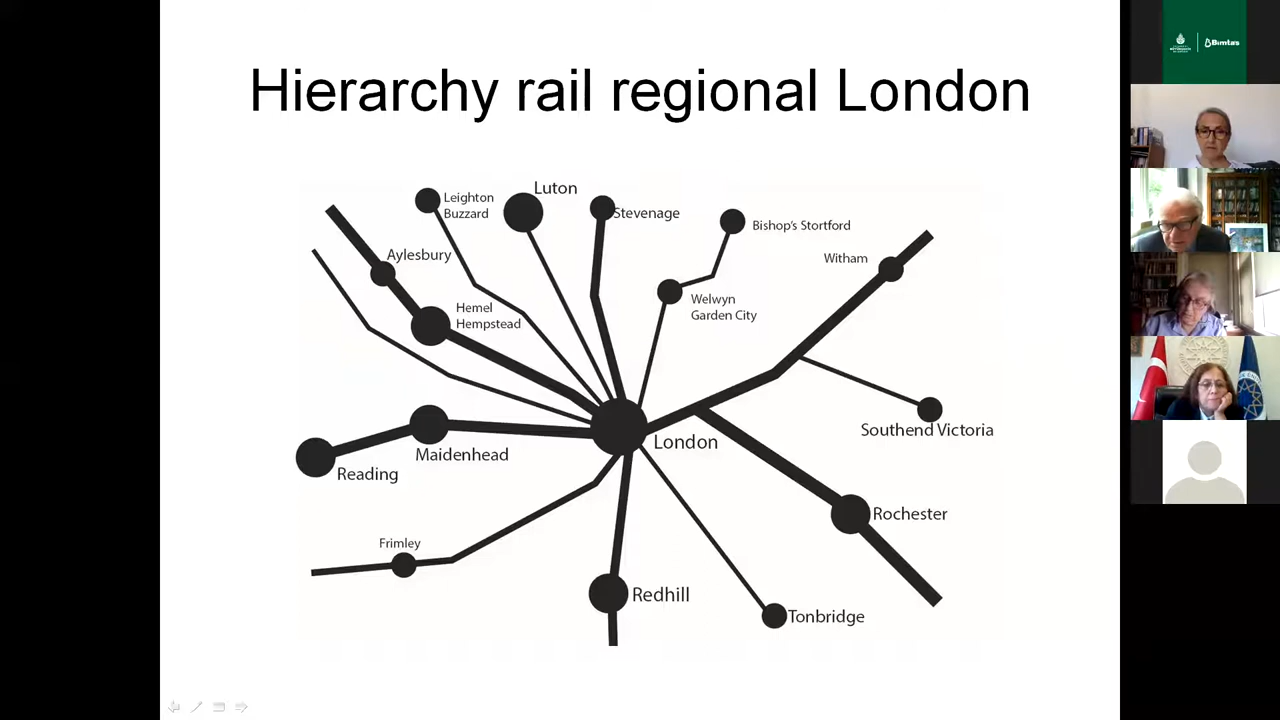 Hierarchy rail regional London
Luton
Leighton
Buzzard
Stevenage
Bishop's Stortford
Aylesbury
Witham
Hemel
Hempstead
Welwyn
Garden City
London
Southend Victoria
Maidenhead
Reading
Rochester
Frimley
Redhill
Tonbridge
Bimtaş